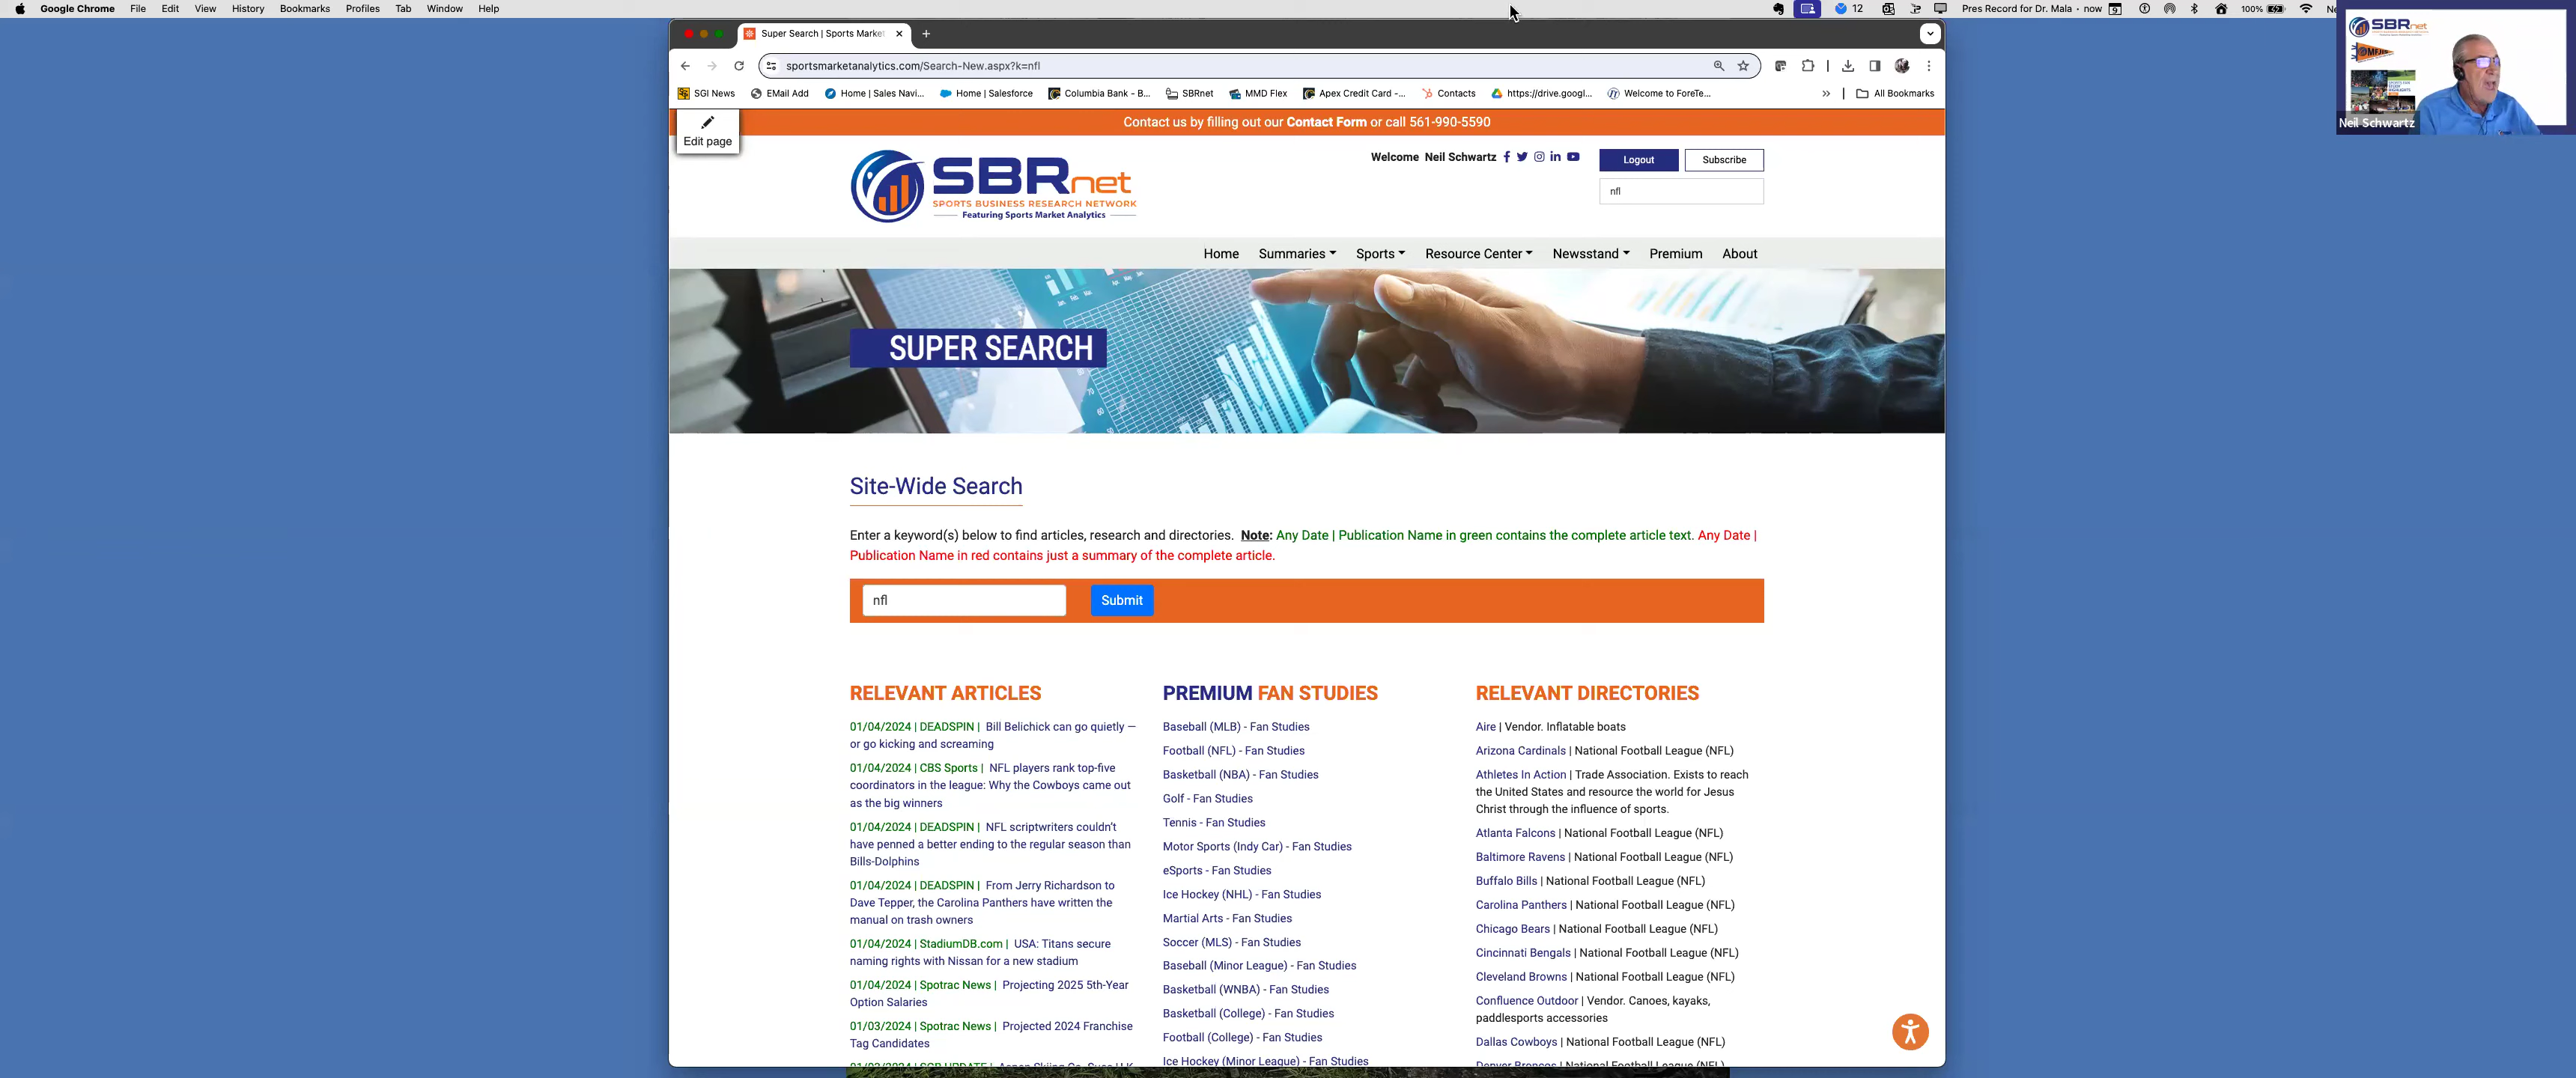 Google Chrome File Edit View History Bookmarks Profiles Tab Window Help
12 Pres Record for Dr. Mala • now 9 100%
Super Search | Sports Market
sportsmarketanalytics.com/Search-New.aspx?k=nfl
SGI News EMail Add Home | Sales Navi... Home | Salesforce Columbia Bank - B... SBRnet MMD Flex Apex Credit Card -... Contacts https://drive.googl... Welcome to ForeTe... » All Bookmarks
SBRnet
Neil Schwartz
Contact us by filling out our Contact Form or call 561-990-5590
Edit page
SBRnet
SPORTS BUSINESS RESEARCH NETWORK
Featuring Sports Market Analytics
Welcome Neil Schwartz
Logout Subscribe
nfl
Home Summaries Sports Resource Center Newsstand Premium About
SUPER SEARCH
Site-Wide Search
Enter a keyword(s) below to find articles, research and directories. Note: Any Date | Publication Name in green contains the complete article text. Any Date |
Publication Name in red contains just a summary of the complete article.
nfl Submit
RELEVANT ARTICLES
01/04/2024 | DEADSPIN | Bill Belichick can go quietly —
or go kicking and screaming
01/04/2024 | CBS Sports | NFL players rank top-five
coordinators in the league: Why the Cowboys came out
as the big winners
01/04/2024 | DEADSPIN | NFL scriptwriters couldn't
have penned a better ending to the regular season than
Bills-Dolphins
01/04/2024 | DEADSPIN | From Jerry Richardson to
Dave Tepper, the Carolina Panthers have written the
manual on trash owners
01/04/2024 | StadiumDB.com | USA: Titans secure
naming rights with Nissan for a new stadium
01/04/2024 | Spotrac News | Projecting 2025 5th-Year
Option Salaries
01/03/2024 | Spotrac News | Projected 2024 Franchise
Tag Candidates
PREMIUM FAN STUDIES
Baseball (MLB) - Fan Studies
Football (NFL) - Fan Studies
Basketball (NBA) - Fan Studies
Golf - Fan Studies
Tennis - Fan Studies
Motor Sports (Indy Car) - Fan Studies
eSports - Fan Studies
Ice Hockey (NHL) - Fan Studies
Martial Arts - Fan Studies
Soccer (MLS) - Fan Studies
Baseball (Minor League) - Fan Studies
Basketball (WNBA) - Fan Studies
Basketball (College) - Fan Studies
Football (College) - Fan Studies
Ice Hockey (Minor League) - Fan Studies
RELEVANT DIRECTORIES
Aire | Vendor. Inflatable boats
Arizona Cardinals | National Football League (NFL)
Athletes In Action | Trade Association. Exists to reach
the United States and resource the world for Jesus
Christ through the influence of sports.
Atlanta Falcons | National Football League (NFL)
Baltimore Ravens | National Football League (NFL)
Buffalo Bills | National Football League (NFL)
Carolina Panthers | National Football League (NFL)
Chicago Bears | National Football League (NFL)
Cincinnati Bengals | National Football League (NFL)
Cleveland Browns | National Football League (NFL)
Confluence Outdoor | Vendor. Canoes, kayaks,
paddlesports accessories
Dallas Cowboys | National Football League (NFL)
Denver Broncos | National Football League (NFL)